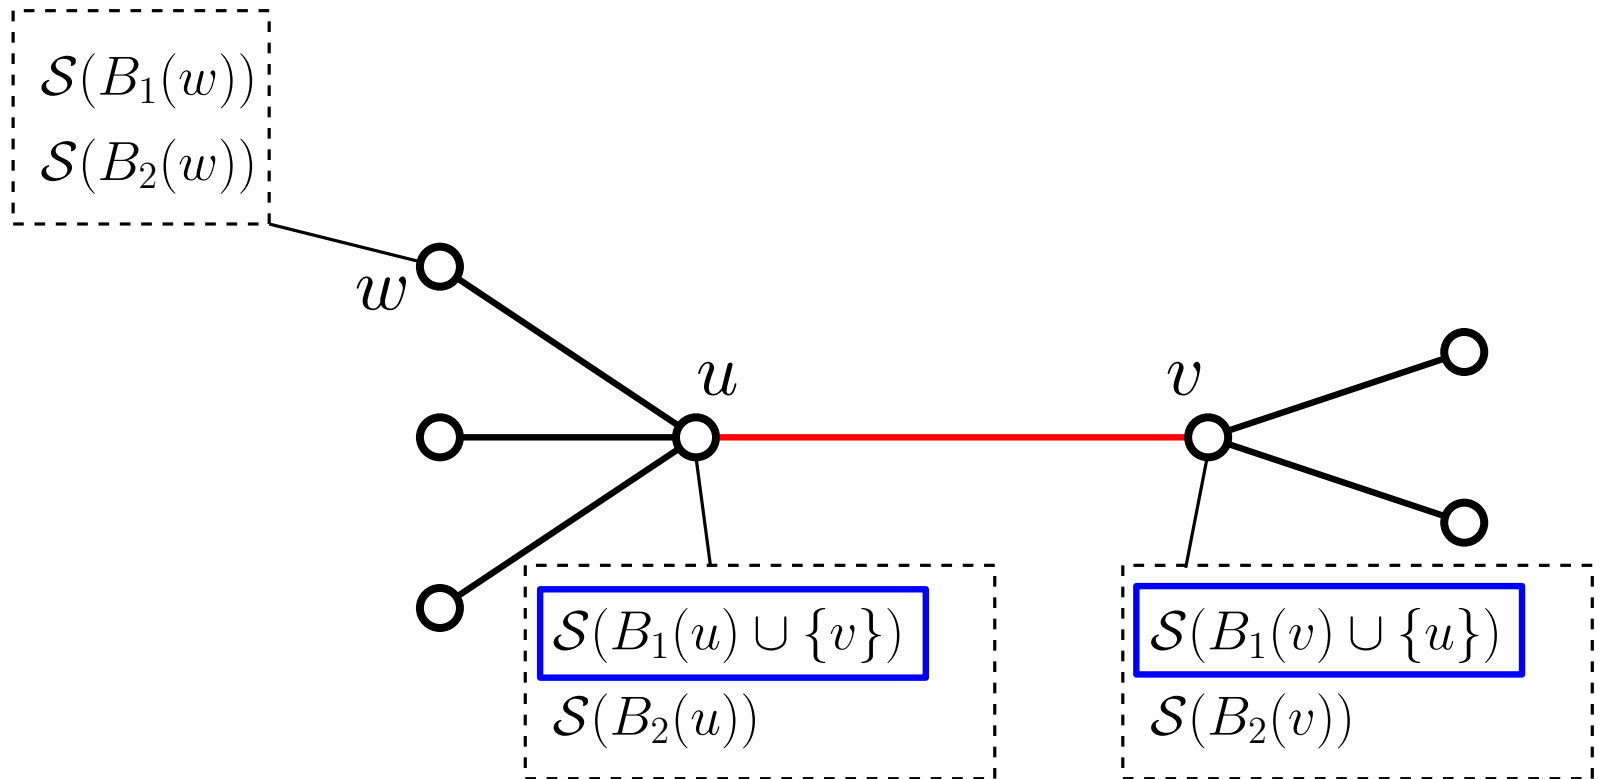 𝒮(B₁(w))
𝒮(B₂(w))
w
u
v
𝒮(B₁(u) ∪ {v})
𝒮(B₂(u))
𝒮(B₁(v) ∪ {u})
𝒮(B₂(v))